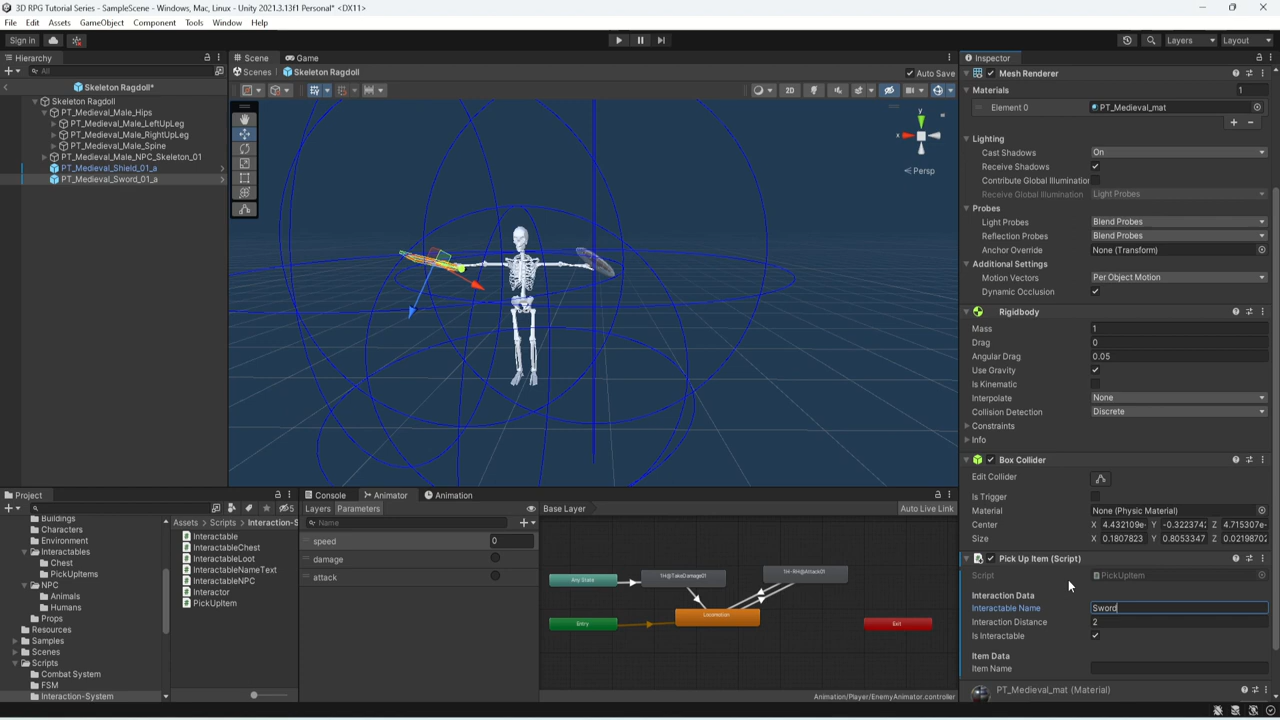 3D RPG Tutorial Series - SampleScene - Windows, Mac, Linux - Unity 2021.3.13f1 Personal* <DX11>
File Edit Assets GameObject Component Tools Window Help
Sign in
Layers Layout
Hierarchy
All
Skeleton Ragdoll*
Skeleton Ragdoll
PT_Medieval_Male_Hips
PT_Medieval_Male_LeftUpLeg
PT_Medieval_Male_RightUpLeg
PT_Medieval_Male_Spine
PT_Medieval_Male_NPC_Skeleton_01
PT_Medieval_Shield_01_a
PT_Medieval_Sword_01_a
Scene Game
Scenes Skeleton Ragdoll Auto Save
2D
y
x
Persp
Inspector
Mesh Renderer
Materials 1
Element 0 PT_Medieval_mat
Lighting
Cast Shadows On
Receive Shadows
Contribute Global Illumination
Receive Global Illumination Light Probes
Probes
Light Probes Blend Probes
Reflection Probes Blend Probes
Anchor Override None (Transform)
Additional Settings
Motion Vectors Per Object Motion
Dynamic Occlusion
Rigidbody
Mass 1
Drag 0
Angular Drag 0.05
Use Gravity
Is Kinematic
Interpolate None
Collision Detection Discrete
Constraints
Info
Box Collider
Edit Collider
Is Trigger
Material None (Physic Material)
Center X 4.432109e- Y -0.322374: Z 4.715307e-
Size X 0.1807823 Y 0.8053347 Z 0.0219870:
Pick Up Item (Script)
Script PickUpItem
Interaction Data
Interactable Name Sword
Interaction Distance 2
Is Interactable
Item Data
Item Name
PT_Medieval_mat (Material)
Project
5
Buildings
Characters
Environment
Interactables
Chest
PickUpItems
NPC
Animals
Humans
Props
Resources
Samples
Scenes
Scripts
Combat System
FSM
Interaction-System
Assets Scripts Interaction-S
Interactable
InteractableChest
InteractableLoot
InteractableNameText
InteractableNPC
Interactor
PickUpItem
Console Animator Animation
Layers Parameters
Base Layer Auto Live Link
Name
speed 0
damage
attack
Any State
1H@TakeDamage01
1H-RH@Attack01
Locomotion
Entry
Exit
Animation/Player/EnemyAnimator.controller